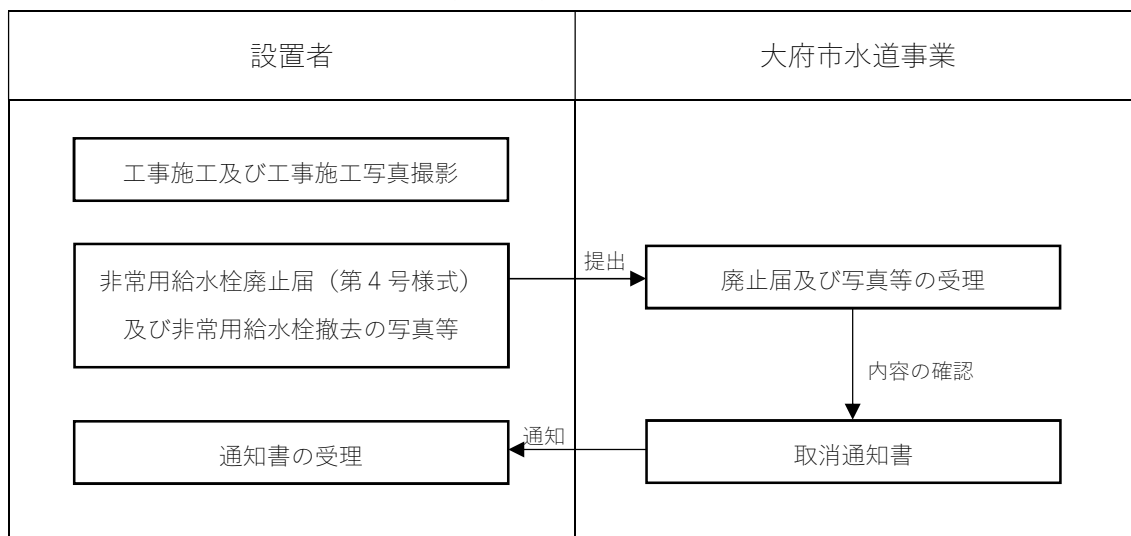 設置者
大府市水道事業
工事施工及び工事施工写真撮影
非常用給水栓廃止届（第４号様式）
及び非常用給水栓撤去の写真等
提出
廃止届及び写真等の受理
内容の確認
取消通知書
通知
通知書の受理